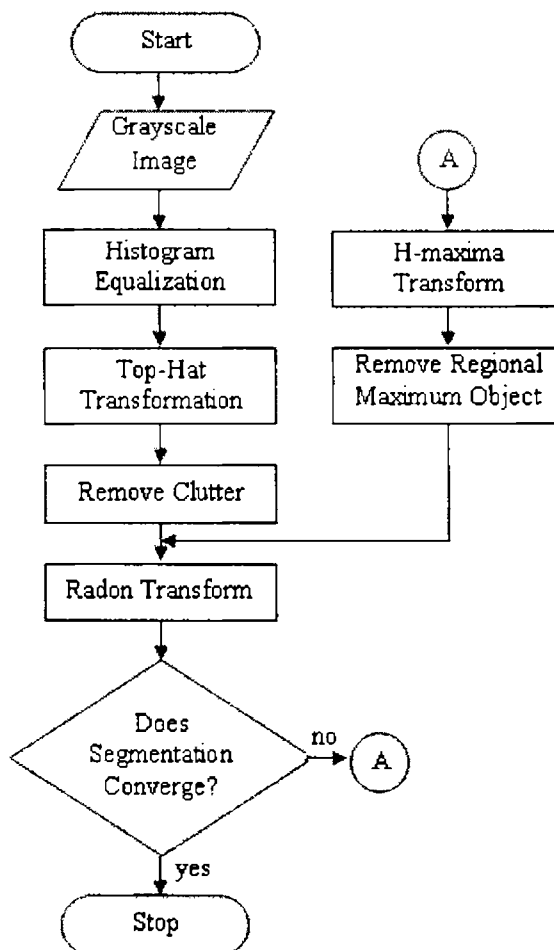 Start
Grayscale
Image
Histogram
Equalization
Top-Hat
Transformation
Remove Clutter
Radon Transform
Does
Segmentation
Converge?
no
A
yes
Stop
A
H-maxima
Transform
Remove Regional
Maximum Object